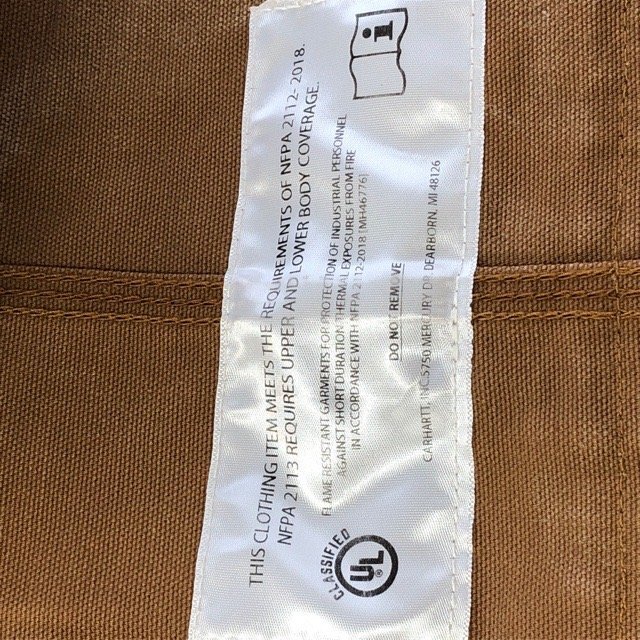 THIS CLOTHING ITEM MEETS THE REQUIREMENTS OF NFPA 2112-2018.
NFPA 2113 REQUIRES UPPER AND LOWER BODY COVERAGE.
FLAME RESISTANT GARMENTS FOR PROTECTION OF INDUSTRIAL PERSONNEL
AGAINST SHORT DURATION THERMAL EXPOSURES FROM FIRE
IN ACCORDANCE WITH NFPA 2112-2018 [MH46776]
DO NOT REMOVE
CARHARTT, INC. 5750 MERCURY DR. DEARBORN, MI 48126
CLASSIFIED
UL
®
i